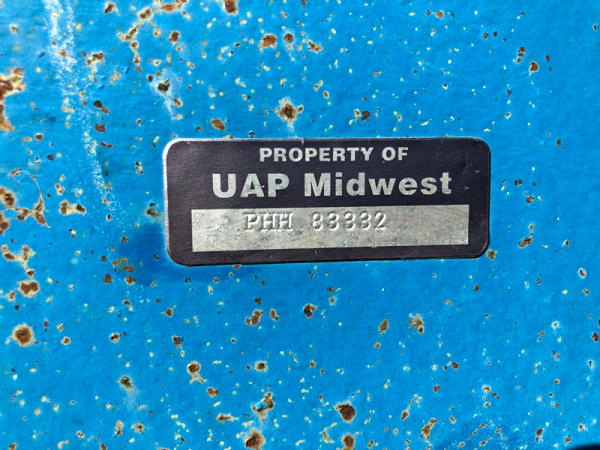 PROPERTY OF
UAP Midwest
PHH 83332